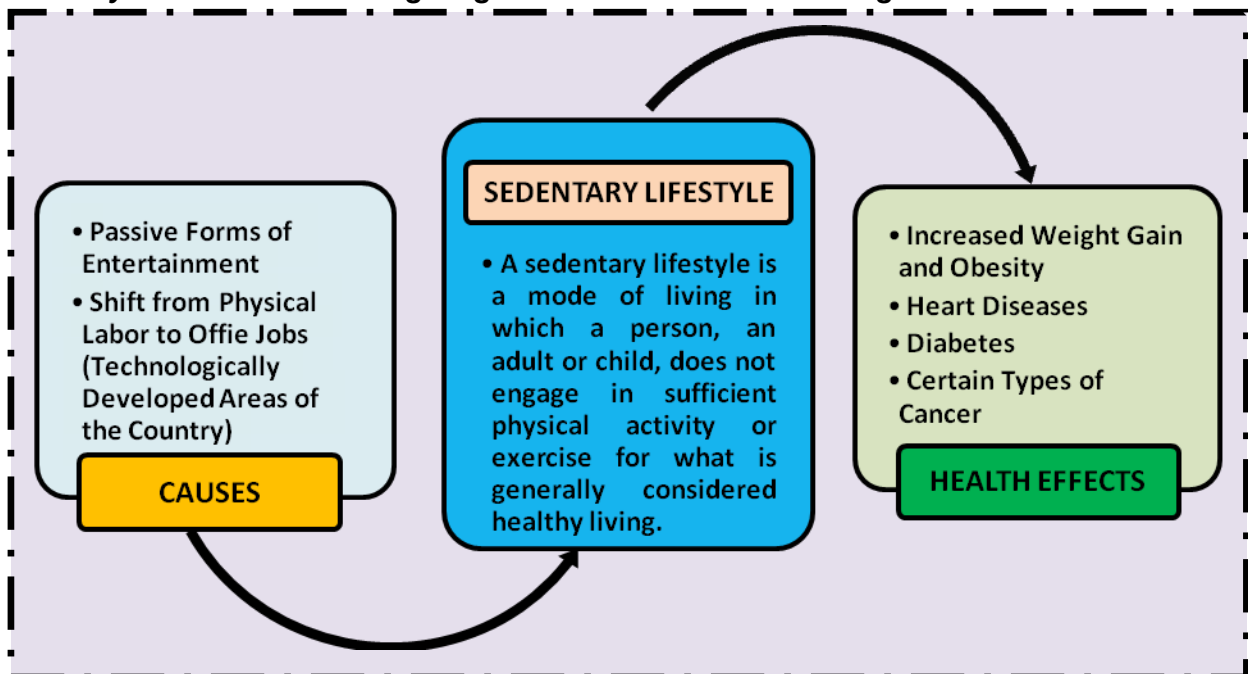 • Passive Forms of
Entertainment
• Shift from Physical
Labor to Offie Jobs
(Technologically
Developed Areas of
the Country)
CAUSES
SEDENTARY LIFESTYLE
• A sedentary lifestyle is
a mode of living in
which a person, an
adult or child, does not
engage in sufficient
physical activity or
exercise for what is
generally considered
healthy living.
• Increased Weight Gain
and Obesity
• Heart Diseases
• Diabetes
• Certain Types of
Cancer
HEALTH EFFECTS